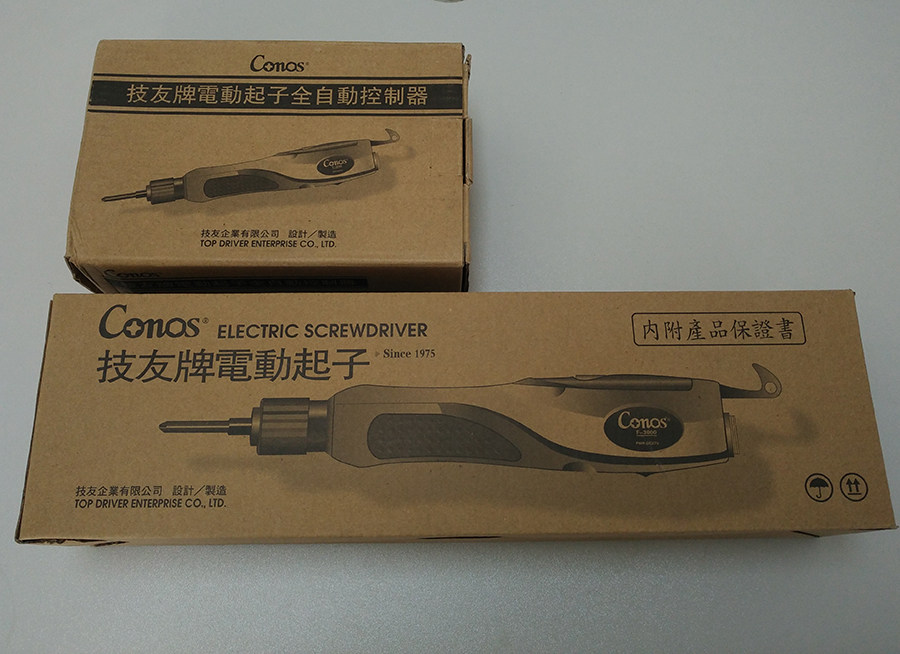 Conos®
技友牌電動起子全自動控制器
Conos
技友企業有限公司 設計／製造
TOP DRIVER ENTERPRISE CO., LTD.
Conos
Conos® ELECTRIC SCREWDRIVER
技友牌電動起子® Since 1975
內附產品保證書
Conos
技友企業有限公司 設計／製造
TOP DRIVER ENTERPRISE CO., LTD.